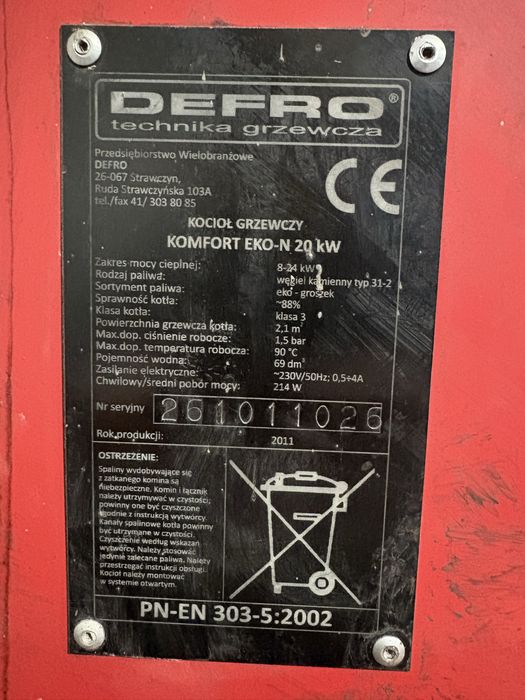 DEFRO®
technika grzewcza
Przedsiębiorstwo Wielobranżowe
DEFRO
26-067 Strawczyn,
Ruda Strawczyńska 103A
tel./fax 41/ 303 80 85
CE
KOCIOŁ GRZEWCZY
KOMFORT EKO-N 20 kW
Zakres mocy cieplnej: 8-24 kW
Rodzaj paliwa: węgiel kamienny typ 31-2
Sortyment paliwa: eko - groszek
Sprawność kotła: ~88%
Klasa kotła: klasa 3
Powierzchnia grzewcza kotła: 2,1 m²
Max.dop. ciśnienie robocze: 1,5 bar
Max.dop. temperatura robocza: 90 °C
Pojemność wodna: 69 dm³
Zasilanie elektryczne: ~230V/50Hz; 0,5÷4A
Chwilowy/średni pobór mocy: 214 W
Nr seryjny 261011026
Rok produkcji: 2011
OSTRZEŻENIE:
Spaliny wydobywające się
z zatkanego komina są
niebezpieczne. Komin i łącznik
należy utrzymywać w czystości;
powinny one być czyszczone
zgodnie z instrukcją wytwórcy.
Kanały spalinowe kotła powinny
być utrzymane w czystości.
Czyszczenie według wskazań
wytwórcy. Należy stosować
jedynie zalecane paliwa. Należy
przestrzegać instrukcji obsługi.
Kocioł należy montować
w systemie otwartym.
PN-EN 303-5:2002